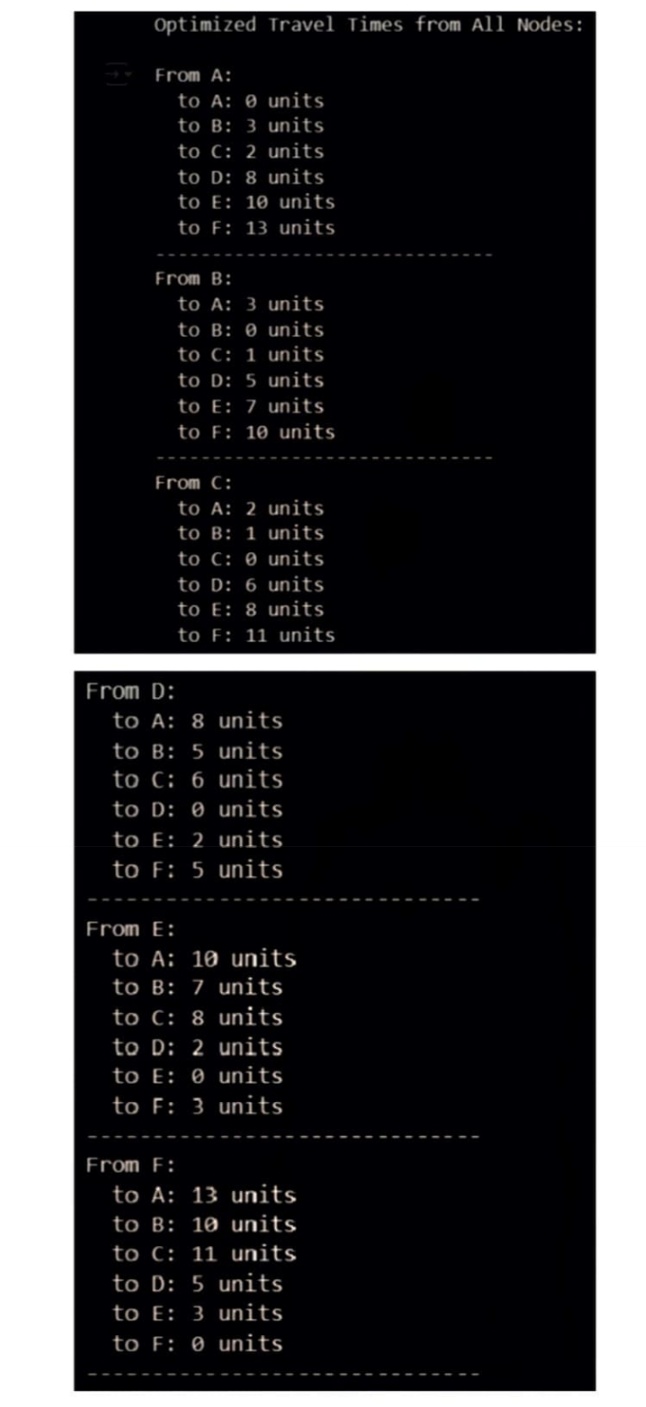 Optimized Travel Times from All Nodes:
From A:
to A: 0 units
to B: 3 units
to C: 2 units
to D: 8 units
to E: 10 units
to F: 13 units
------------------------------
From B:
to A: 3 units
to B: 0 units
to C: 1 units
to D: 5 units
to E: 7 units
to F: 10 units
------------------------------
From C:
to A: 2 units
to B: 1 units
to C: 0 units
to D: 6 units
to E: 8 units
to F: 11 units
From D:
to A: 8 units
to B: 5 units
to C: 6 units
to D: 0 units
to E: 2 units
to F: 5 units
------------------------------
From E:
to A: 10 units
to B: 7 units
to C: 8 units
to D: 2 units
to E: 0 units
to F: 3 units
------------------------------
From F:
to A: 13 units
to B: 10 units
to C: 11 units
to D: 5 units
to E: 3 units
to F: 0 units
------------------------------